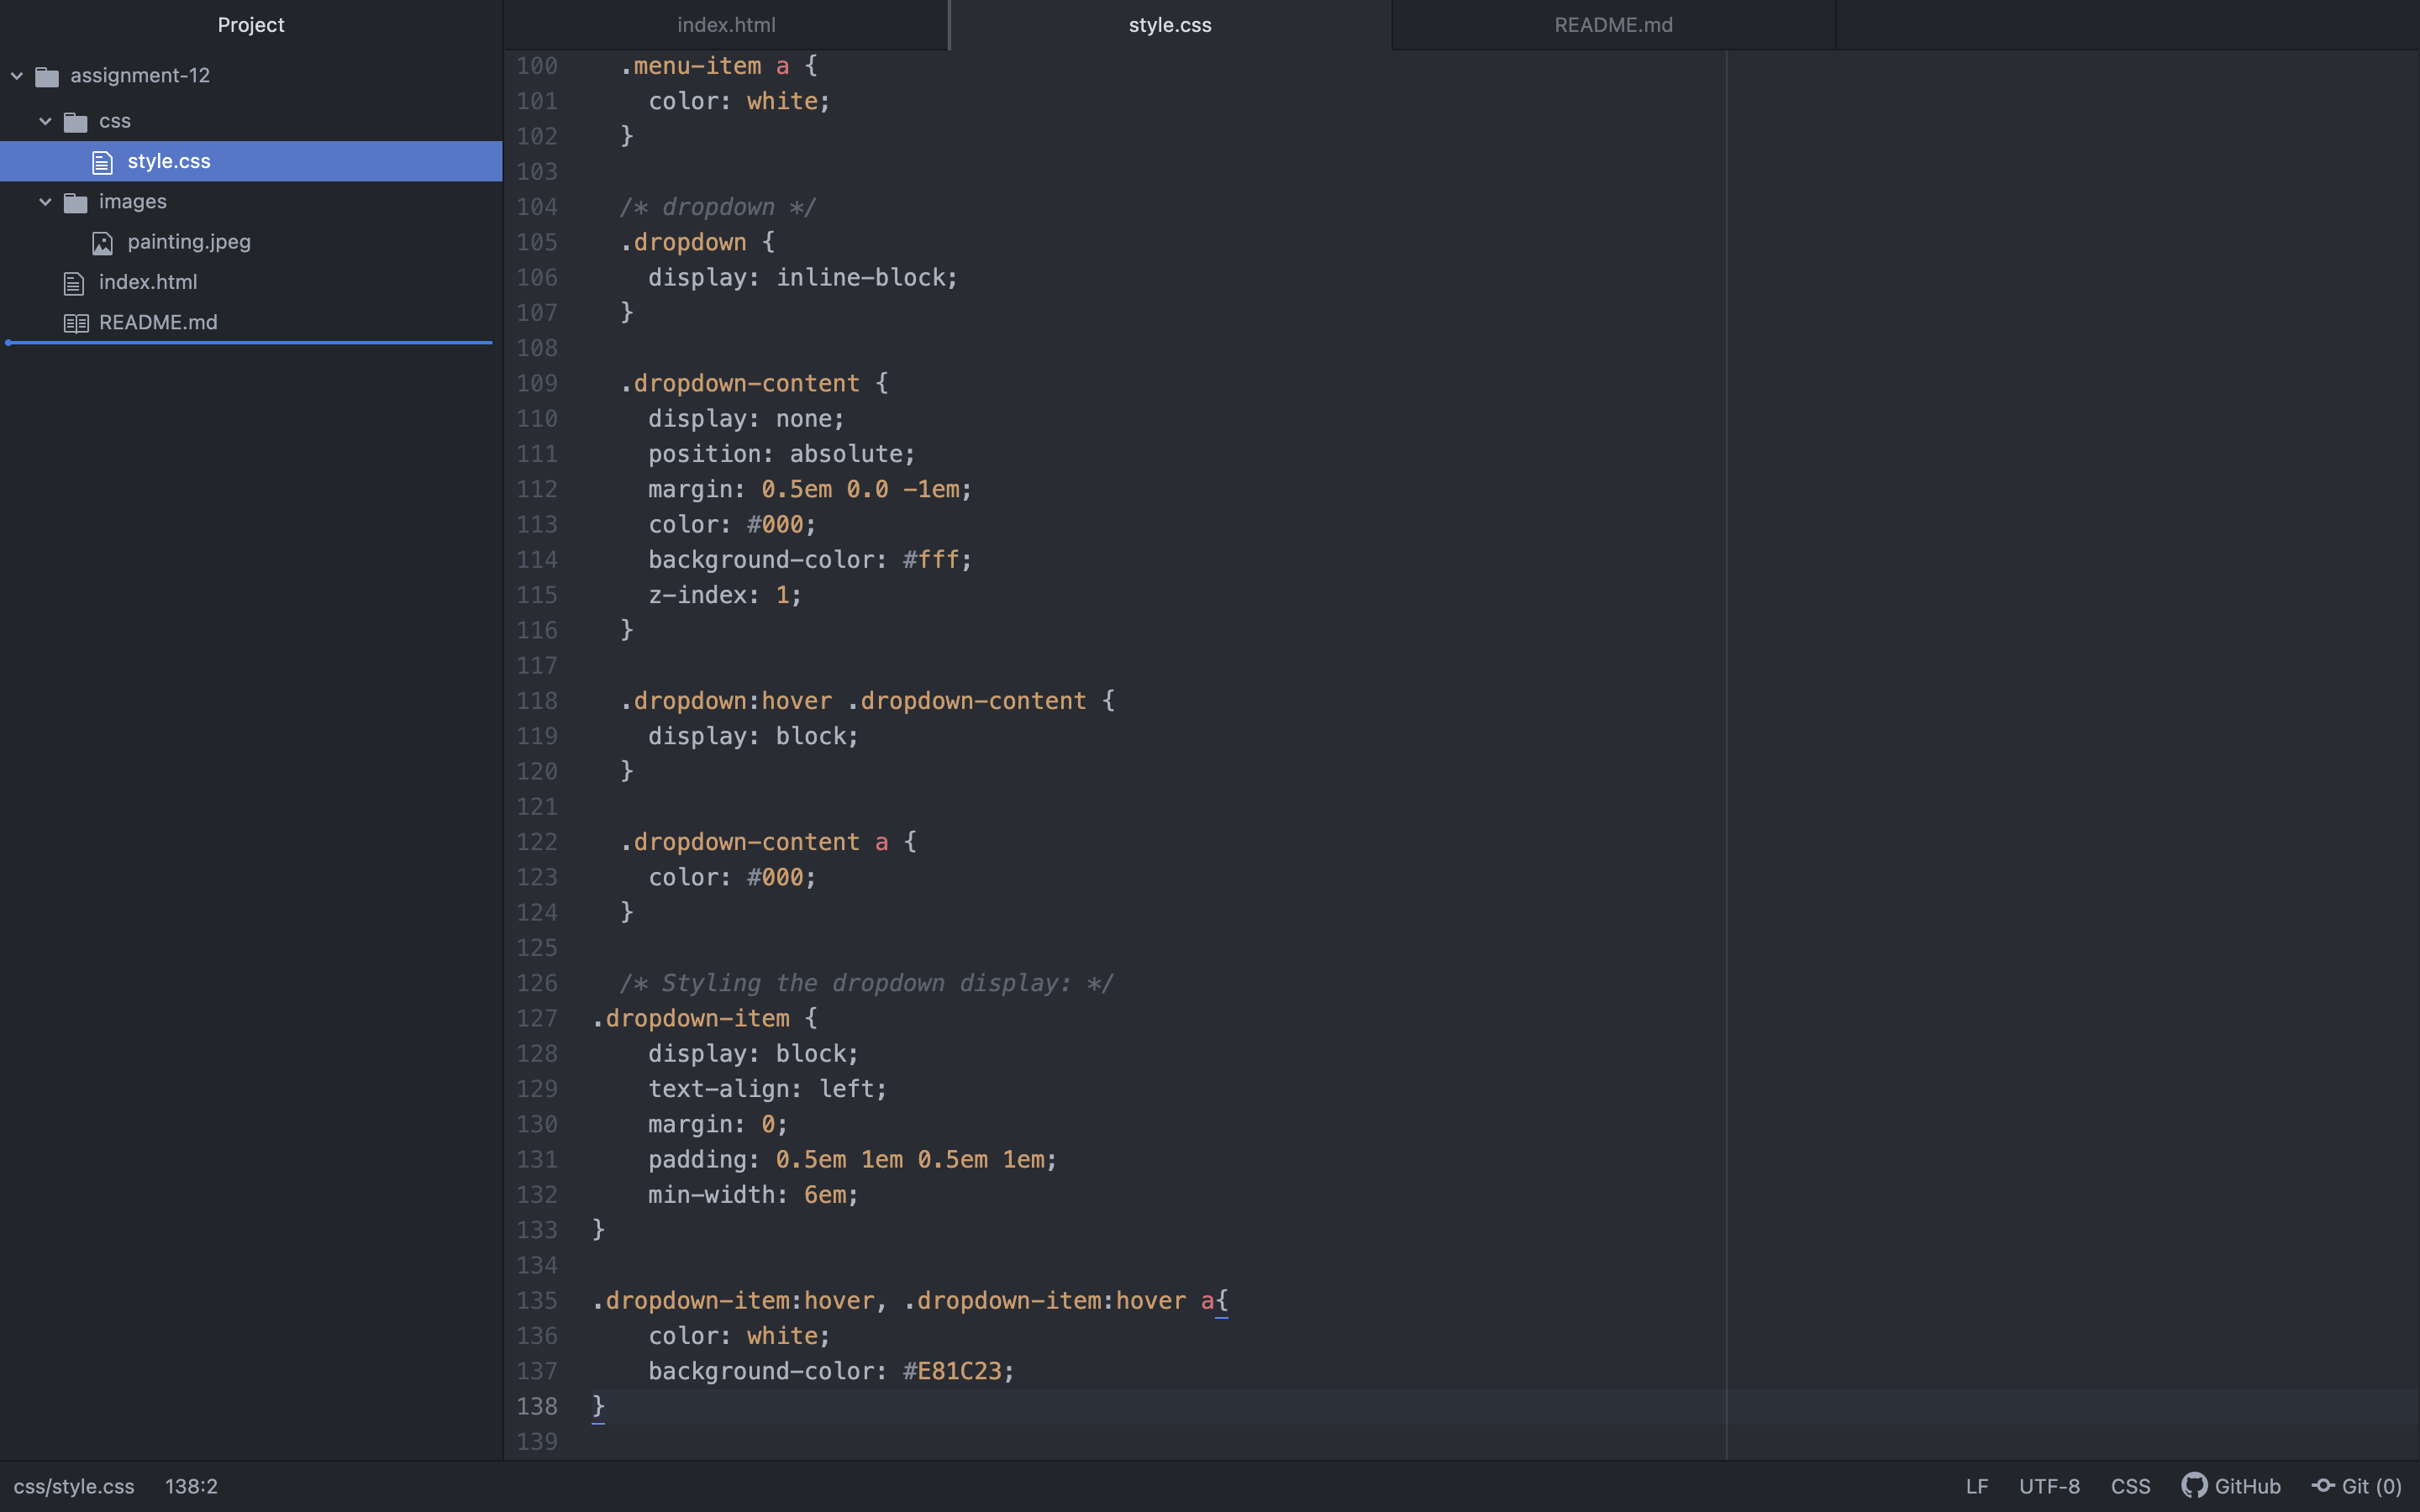 Project
assignment-12
css
style.css
images
painting.jpeg
index.html
README.md
index.html
style.css
README.md
100 .menu-item a {
101 color: white;
102 }
103
104 /* dropdown */
105 .dropdown {
106 display: inline-block;
107 }
108
109 .dropdown-content {
110 display: none;
111 position: absolute;
112 margin: 0.5em 0.0 -1em;
113 color: #000;
114 background-color: #fff;
115 z-index: 1;
116 }
117
118 .dropdown:hover .dropdown-content {
119 display: block;
120 }
121
122 .dropdown-content a {
123 color: #000;
124 }
125
126 /* Styling the dropdown display: */
127 .dropdown-item {
128 display: block;
129 text-align: left;
130 margin: 0;
131 padding: 0.5em 1em 0.5em 1em;
132 min-width: 6em;
133 }
134
135 .dropdown-item:hover, .dropdown-item:hover a{
136 color: white;
137 background-color: #E81C23;
138 }
139
css/style.css 138:2
LF UTF-8 CSS GitHub Git (0)